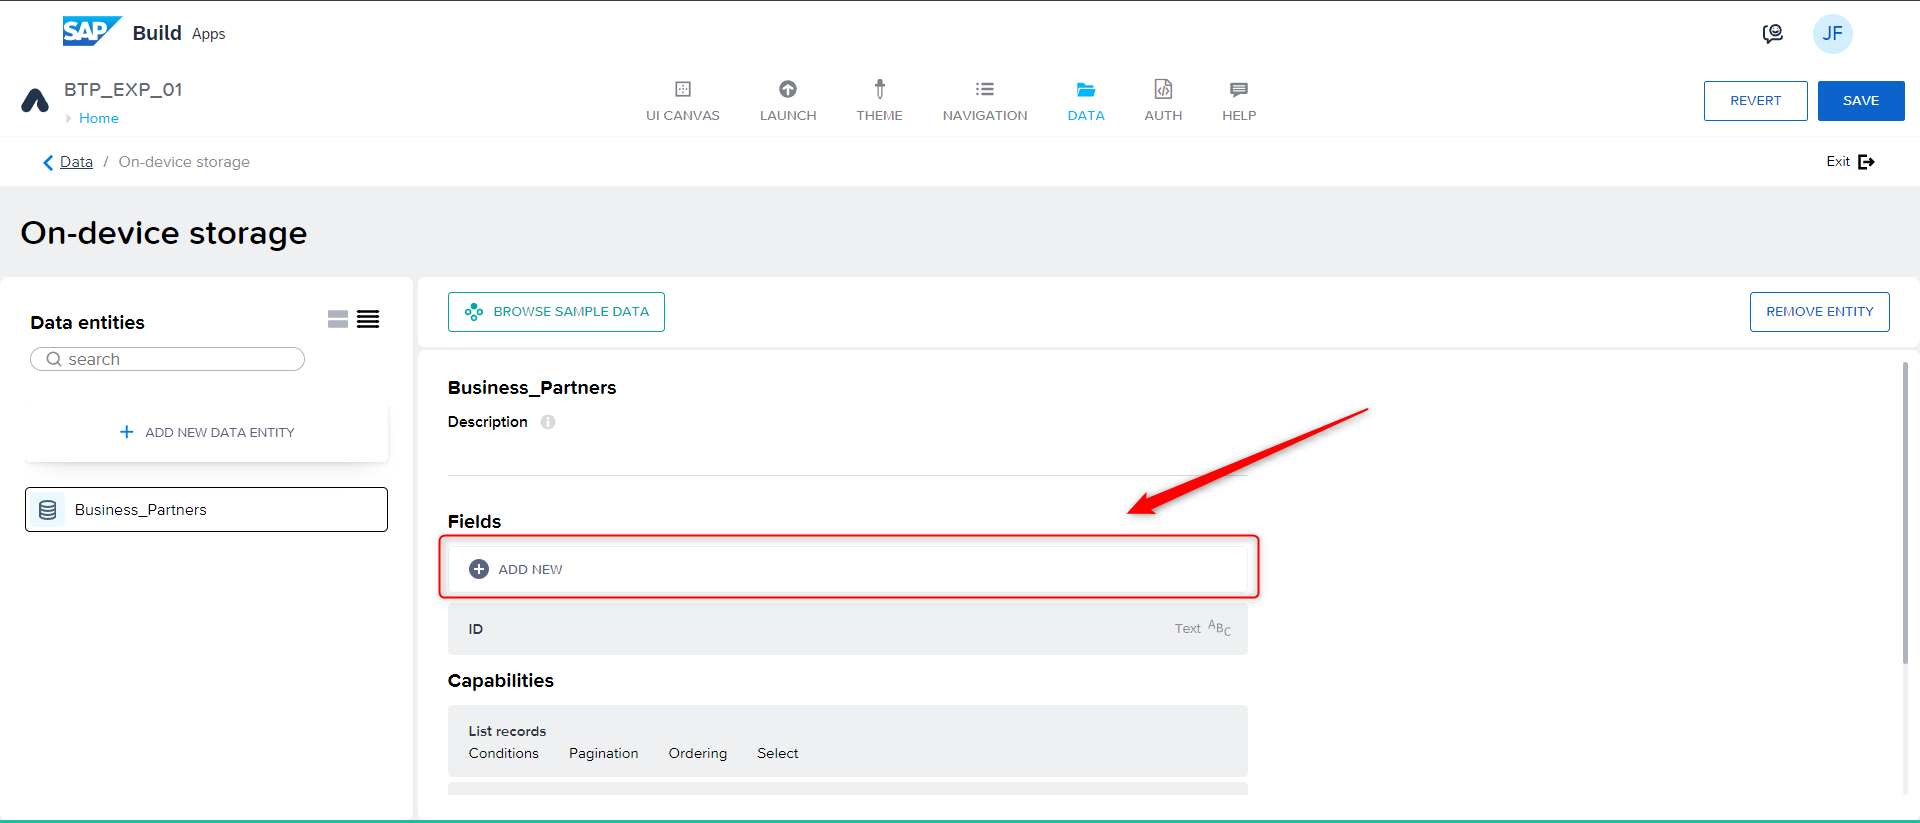 SAP Build Apps
JF
BTP_EXP_01
Home
UI CANVAS
LAUNCH
THEME
NAVIGATION
DATA
AUTH
HELP
REVERT
SAVE
Data / On-device storage
Exit
On-device storage
Data entities
search
+ ADD NEW DATA ENTITY
Business_Partners
BROWSE SAMPLE DATA
REMOVE ENTITY
Business_Partners
Description
Fields
ADD NEW
ID
Text ABC
Capabilities
List records
Conditions Pagination Ordering Select